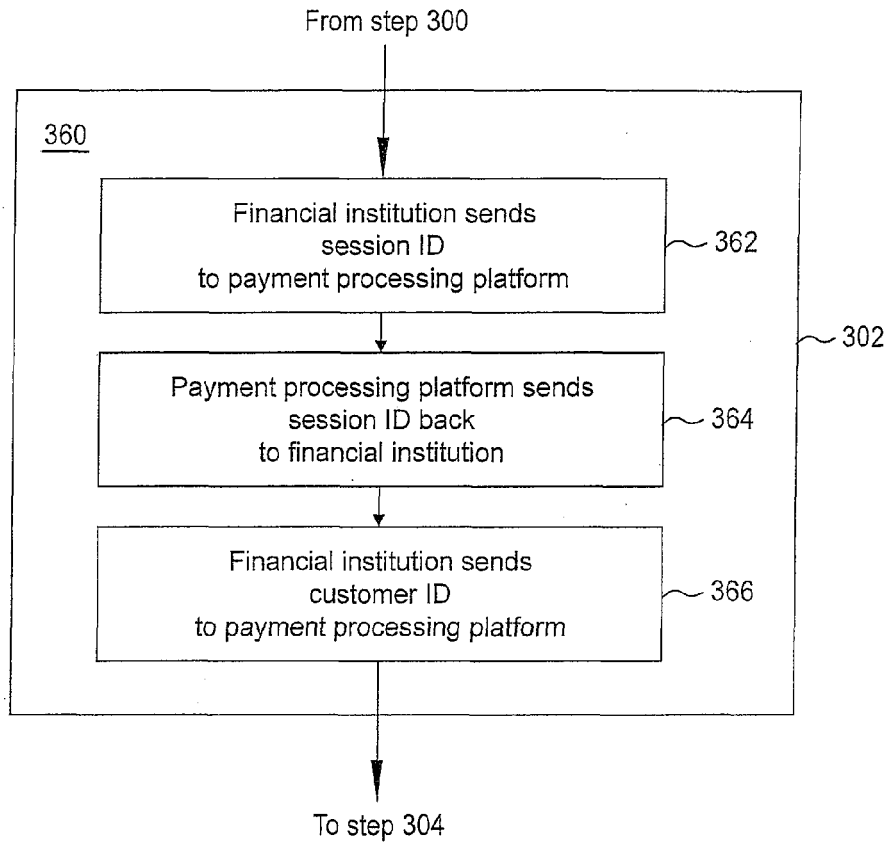 From step 300
360
Financial institution sends
session ID
to payment processing platform
362
302
Payment processing platform sends
session ID back
to financial institution
364
Financial institution sends
customer ID
to payment processing platform
366
To step 304